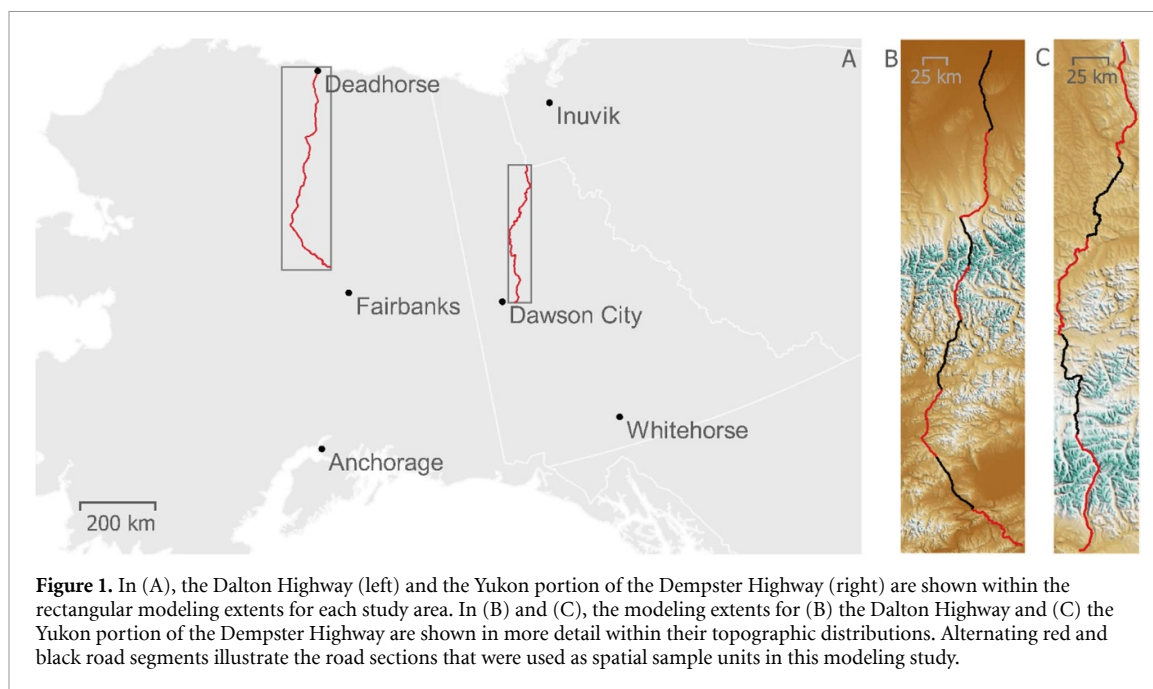 A
B
25 km
C
25 km
Deadhorse
Inuvik
Fairbanks
Dawson City
Whitehorse
Anchorage
200 km
Figure 1. In (A), the Dalton Highway (left) and the Yukon portion of the Dempster Highway (right) are shown within the
rectangular modeling extents for each study area. In (B) and (C), the modeling extents for (B) the Dalton Highway and (C) the
Yukon portion of the Dempster Highway are shown in more detail within their topographic distributions. Alternating red and
black road segments illustrate the road sections that were used as spatial sample units in this modeling study.